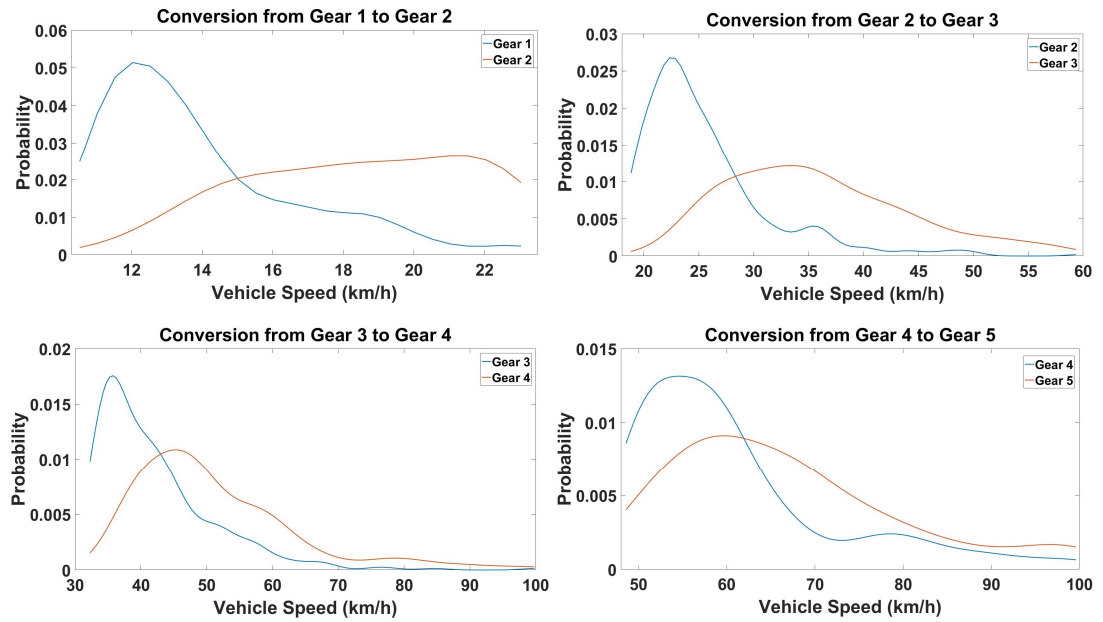 Conversion from Gear 1 to Gear 2
0.06
0.05
0.04
0.03
0.02
0.01
0
Probability
Gear 1
Gear 2
12 14 16 18 20 22
Vehicle Speed (km/h)
Conversion from Gear 2 to Gear 3
0.03
0.025
0.02
0.015
0.01
0.005
0
Probability
Gear 2
Gear 3
20 25 30 35 40 45 50 55 60
Vehicle Speed (km/h)
Conversion from Gear 3 to Gear 4
0.02
0.015
0.01
0.005
0
Probability
Gear 3
Gear 4
30 40 50 60 70 80 90 100
Vehicle Speed (km/h)
Conversion from Gear 4 to Gear 5
0.015
0.01
0.005
0
Probability
Gear 4
Gear 5
50 60 70 80 90 100
Vehicle Speed (km/h)